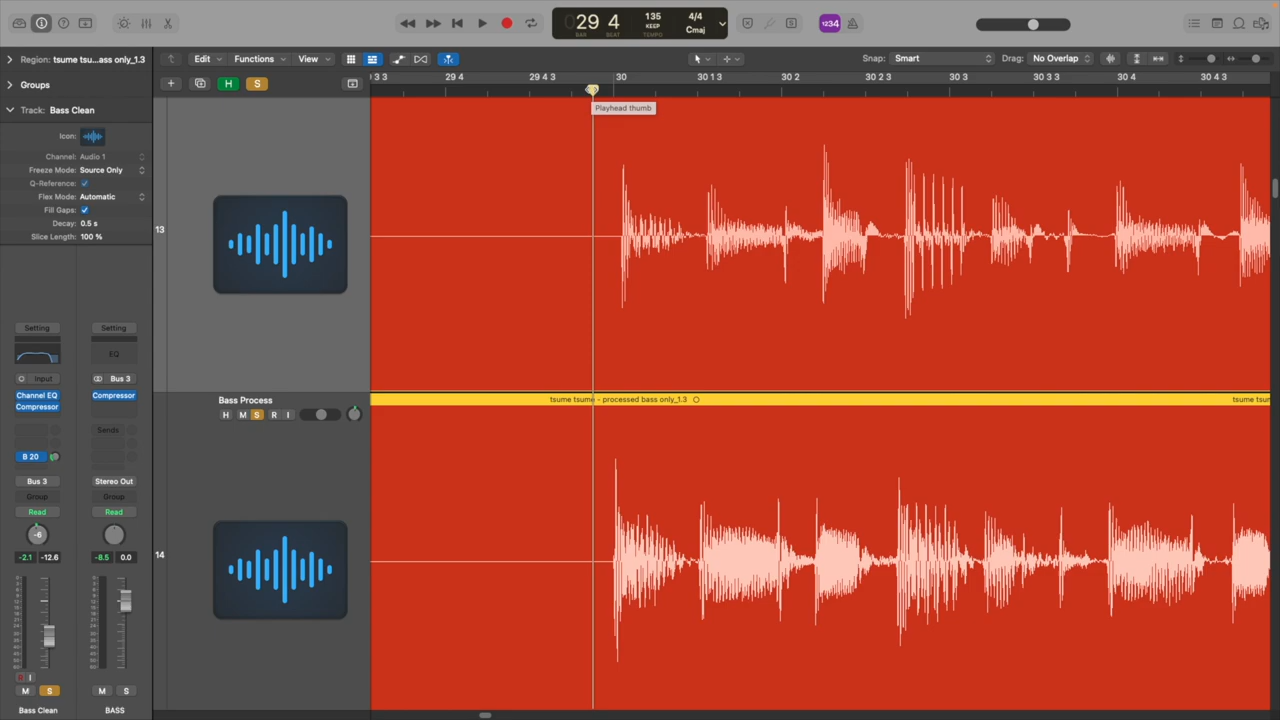 29 4
BAR BEAT
135
KEEP
TEMPO
4/4
Cmaj
1234
Region: tsume tsu...ass only_1.3
Groups
Track: Bass Clean
Icon:
Channel: Audio 1
Freeze Mode: Source Only
Q-Reference:
Flex Mode: Automatic
Fill Gaps:
Decay: 0.5 s
Slice Length: 100 %
Edit Functions View
Snap: Smart
Drag: No Overlap
H S
3 3 29 4 29 4 3 30 30 1 3 30 2 30 2 3 30 3 30 3 3 30 4 30 4 3
Playhead thumb
13
Bass Process
H M S R I
tsume tsume - processed bass only_1.3
tsume tsu
14
Setting Setting
EQ
Input Bus 3
Channel EQ Compressor
Compressor
Sends
B 20
Bus 3 Stereo Out
Group Group
Read Read
-6
-2.1 -12.6 -8.5 0.0
R I
M S M S
Bass Clean BASS